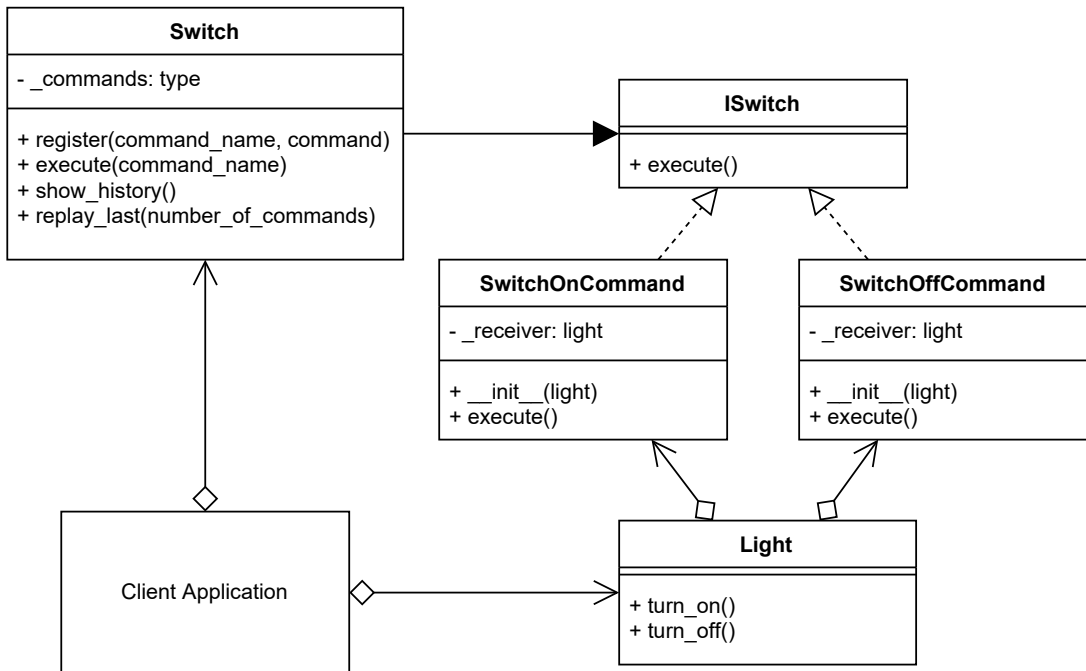 Switch
- _commands: type
+ register(command_name, command)
+ execute(command_name)
+ show_history()
+ replay_last(number_of_commands)
ISwitch
+ execute()
SwitchOnCommand
- _receiver: light
+ __init__(light)
+ execute()
SwitchOffCommand
- _receiver: light
+ __init__(light)
+ execute()
Client Application
Light
+ turn_on()
+ turn_off()